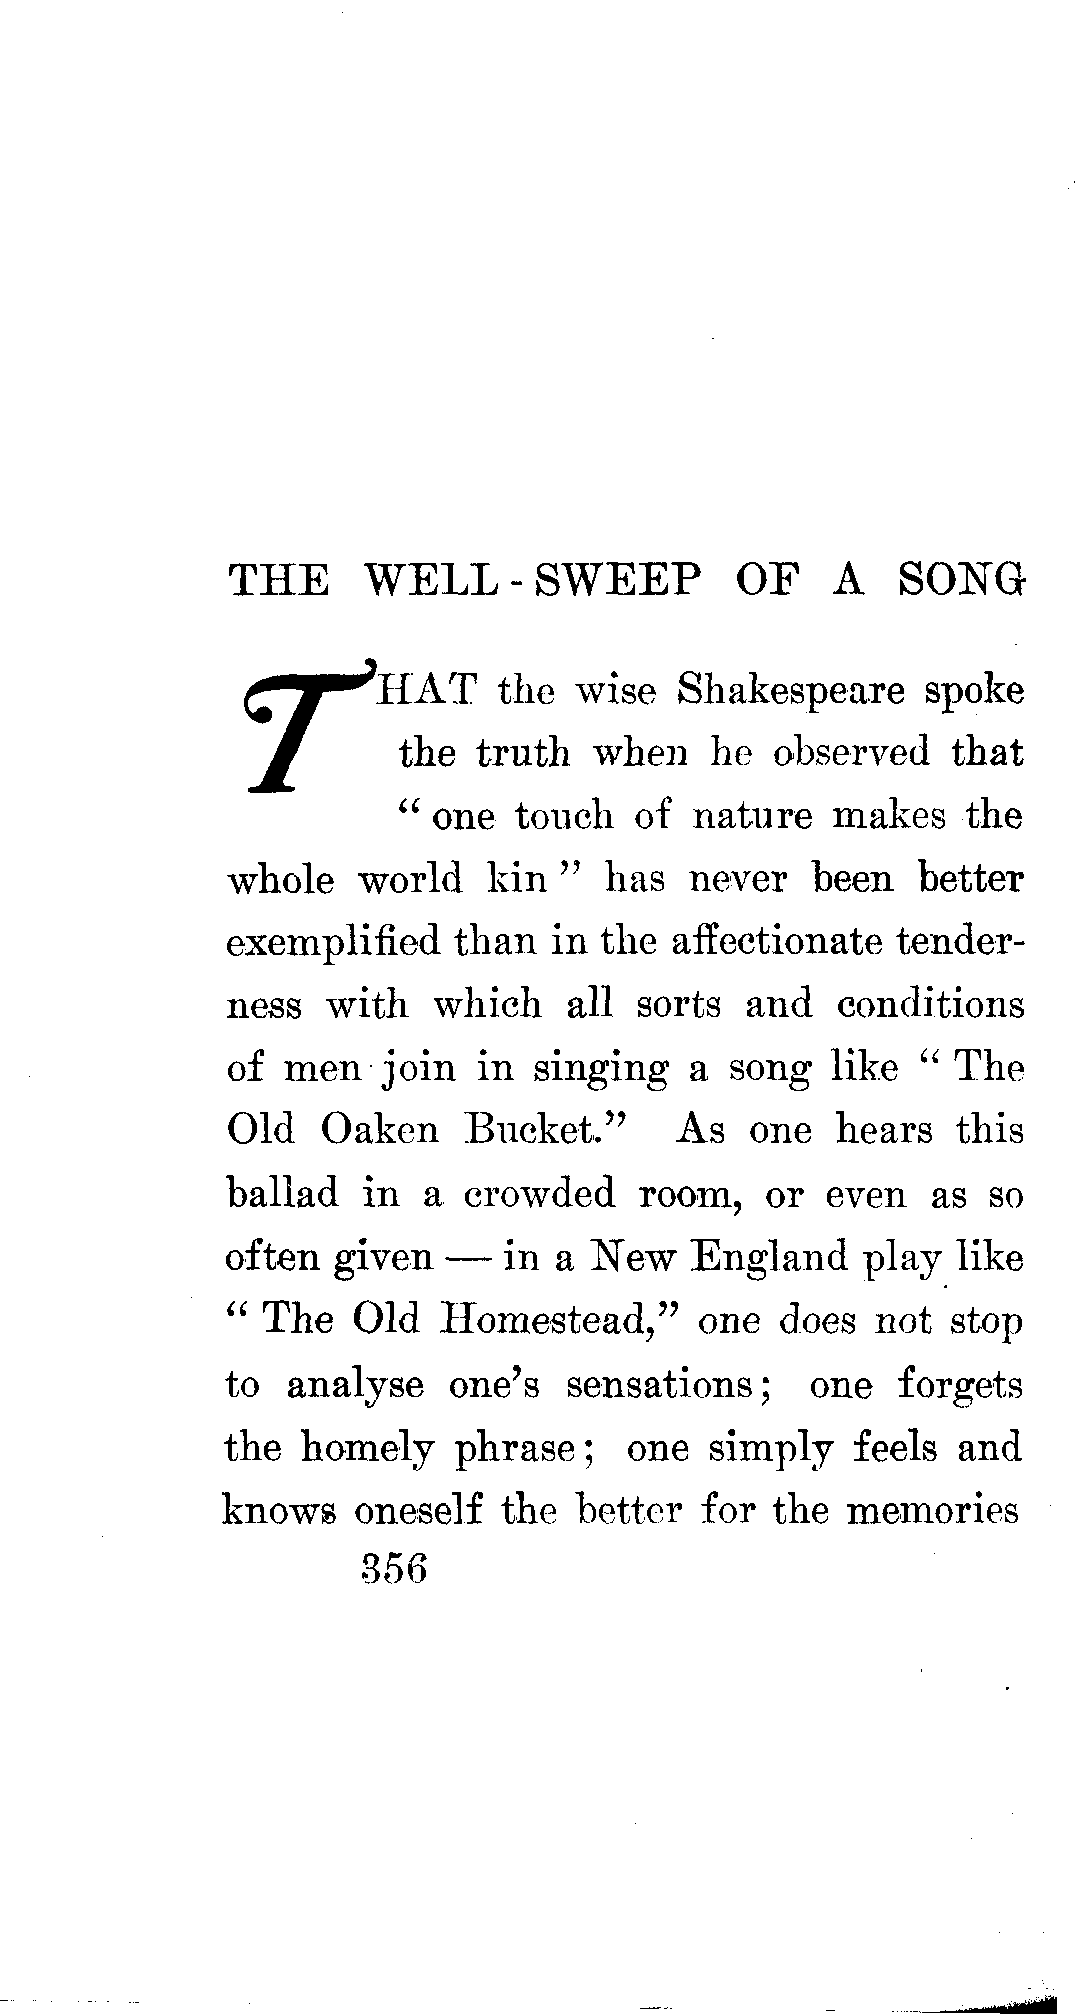 THE WELL-SWEEP OF A SONG
THAT the wise Shakespeare spoke
the truth when he observed that
“one touch of nature makes the
whole world kin” has never been better
exemplified than in the affectionate tender-
ness with which all sorts and conditions
of men join in singing a song like “The
Old Oaken Bucket.” As one hears this
ballad in a crowded room, or even as so
often given — in a New England play like
“The Old Homestead,” one does not stop
to analyse one’s sensations; one forgets
the homely phrase; one simply feels and
knows oneself the better for the memories
356